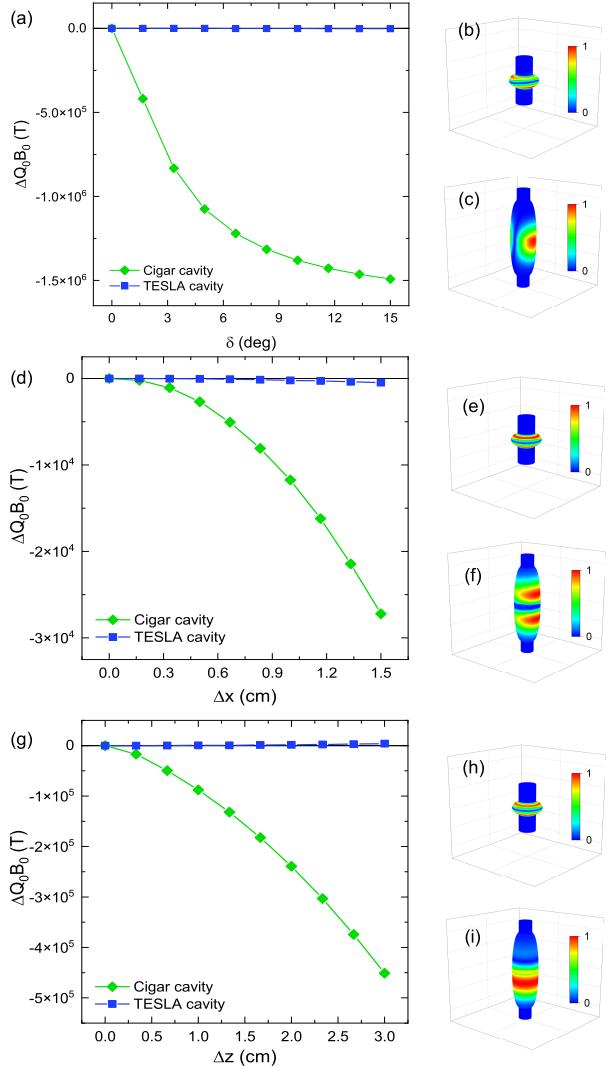 (a)
ΔQ₀B₀ (T)
0.0
-5.0×10⁵
-1.0×10⁶
-1.5×10⁶
Cigar cavity
TESLA cavity
0 3 6 9 12 15
δ (deg)
(b)
1
0
(c)
1
0
(d)
ΔQ₀B₀ (T)
0
-1×10⁴
-2×10⁴
-3×10⁴
Cigar cavity
TESLA cavity
0.0 0.3 0.6 0.9 1.2 1.5
Δx (cm)
(e)
1
0
(f)
1
0
(g)
ΔQ₀B₀ (T)
0
-1×10⁵
-2×10⁵
-3×10⁵
-4×10⁵
-5×10⁵
Cigar cavity
TESLA cavity
0.0 0.5 1.0 1.5 2.0 2.5 3.0
Δz (cm)
(h)
1
0
(i)
1
0